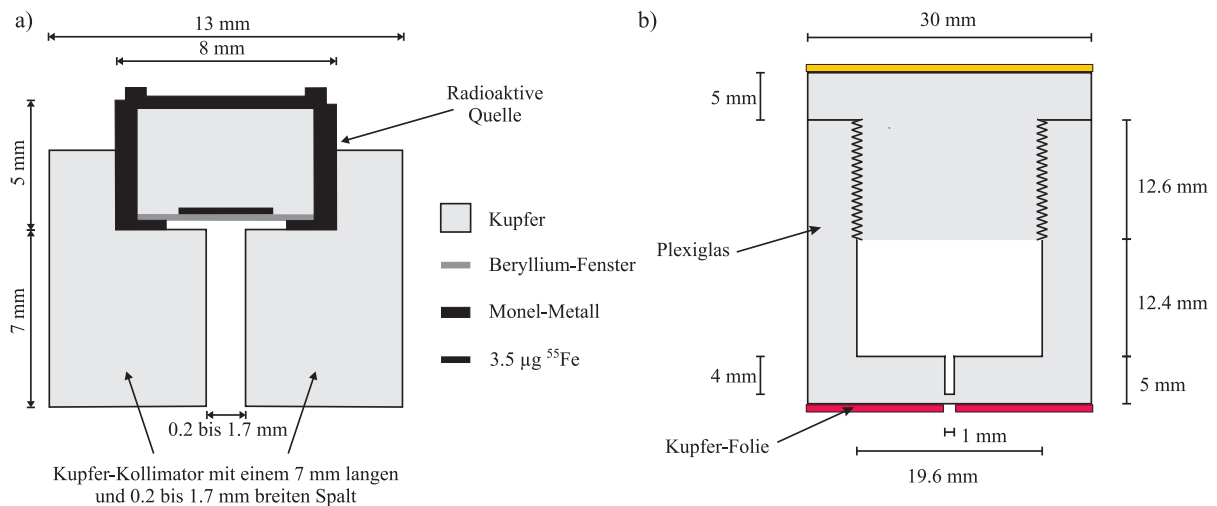 a)
13 mm
8 mm
5 mm
7 mm
Radioaktive
Quelle
Kupfer
Beryllium-Fenster
Monel-Metall
3.5 µg ⁵⁵Fe
0.2 bis 1.7 mm
Kupfer-Kollimator mit einem 7 mm langen
und 0.2 bis 1.7 mm breiten Spalt
b)
30 mm
5 mm
12.6 mm
Plexiglas
12.4 mm
4 mm
5 mm
Kupfer-Folie
1 mm
19.6 mm